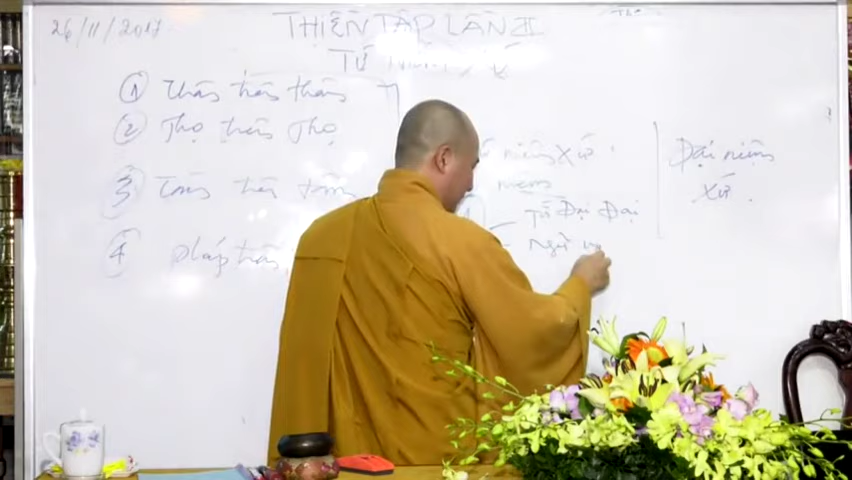 26/11/2017
THIỀN TẬP LẦN II
TỨ NIỆM XỨ
① Thân trên thân
② Thọ trên Thọ
③ Tâm trên tâm
④ pháp trên
niệm Xứ
niệm
Tứ Đại
Ngũ
Đại niệm
Xứ.